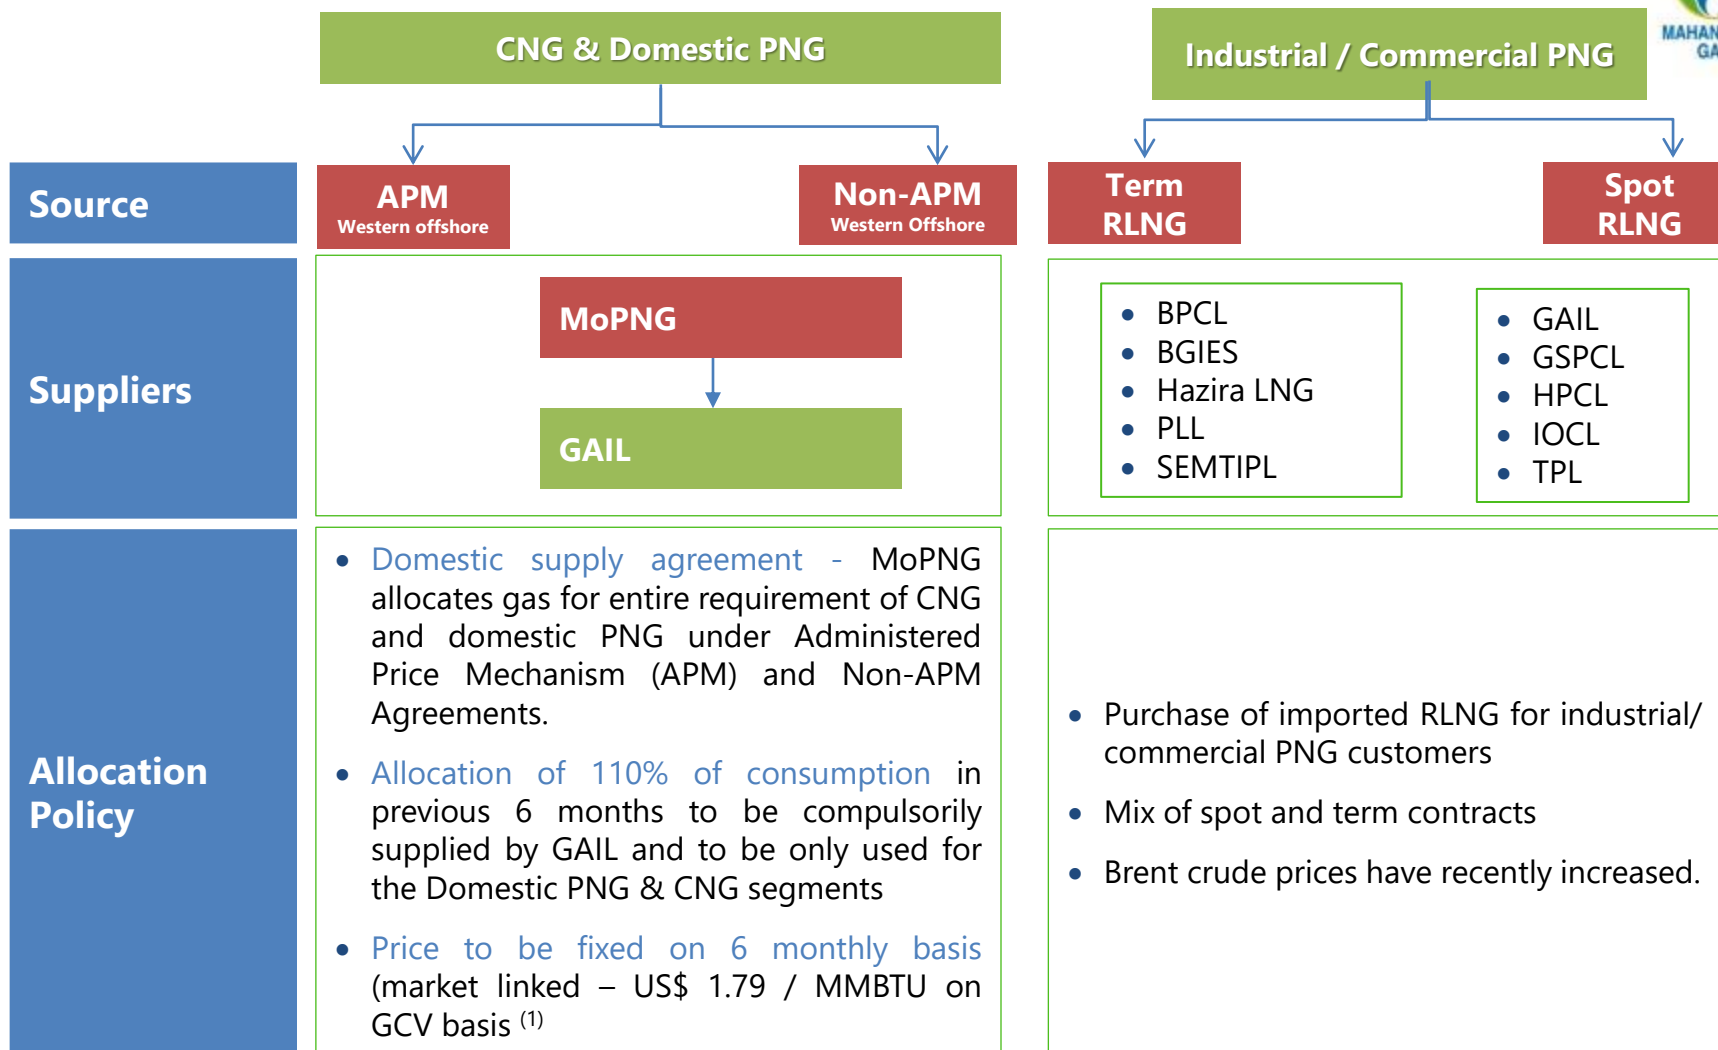 CNG & Domestic PNG
Industrial / Commercial PNG
Source
APM
Western offshore
Non-APM
Western Offshore
Term
RLNG
Spot
RLNG
Suppliers
MoPNG
GAIL
• BPCL
• BGIES
• Hazira LNG
• PLL
• SEMTIPL
• GAIL
• GSPCL
• HPCL
• IOCL
• TPL
Allocation
Policy
• Domestic supply agreement - MoPNG
allocates gas for entire requirement of CNG
and domestic PNG under Administered
Price Mechanism (APM) and Non-APM
Agreements.
• Allocation of 110% of consumption in
previous 6 months to be compulsorily
supplied by GAIL and to be only used for
the Domestic PNG & CNG segments
• Price to be fixed on 6 monthly basis
(market linked – US$ 1.79 / MMBTU on
GCV basis (1)
• Purchase of imported RLNG for industrial/
commercial PNG customers
• Mix of spot and term contracts
• Brent crude prices have recently increased.